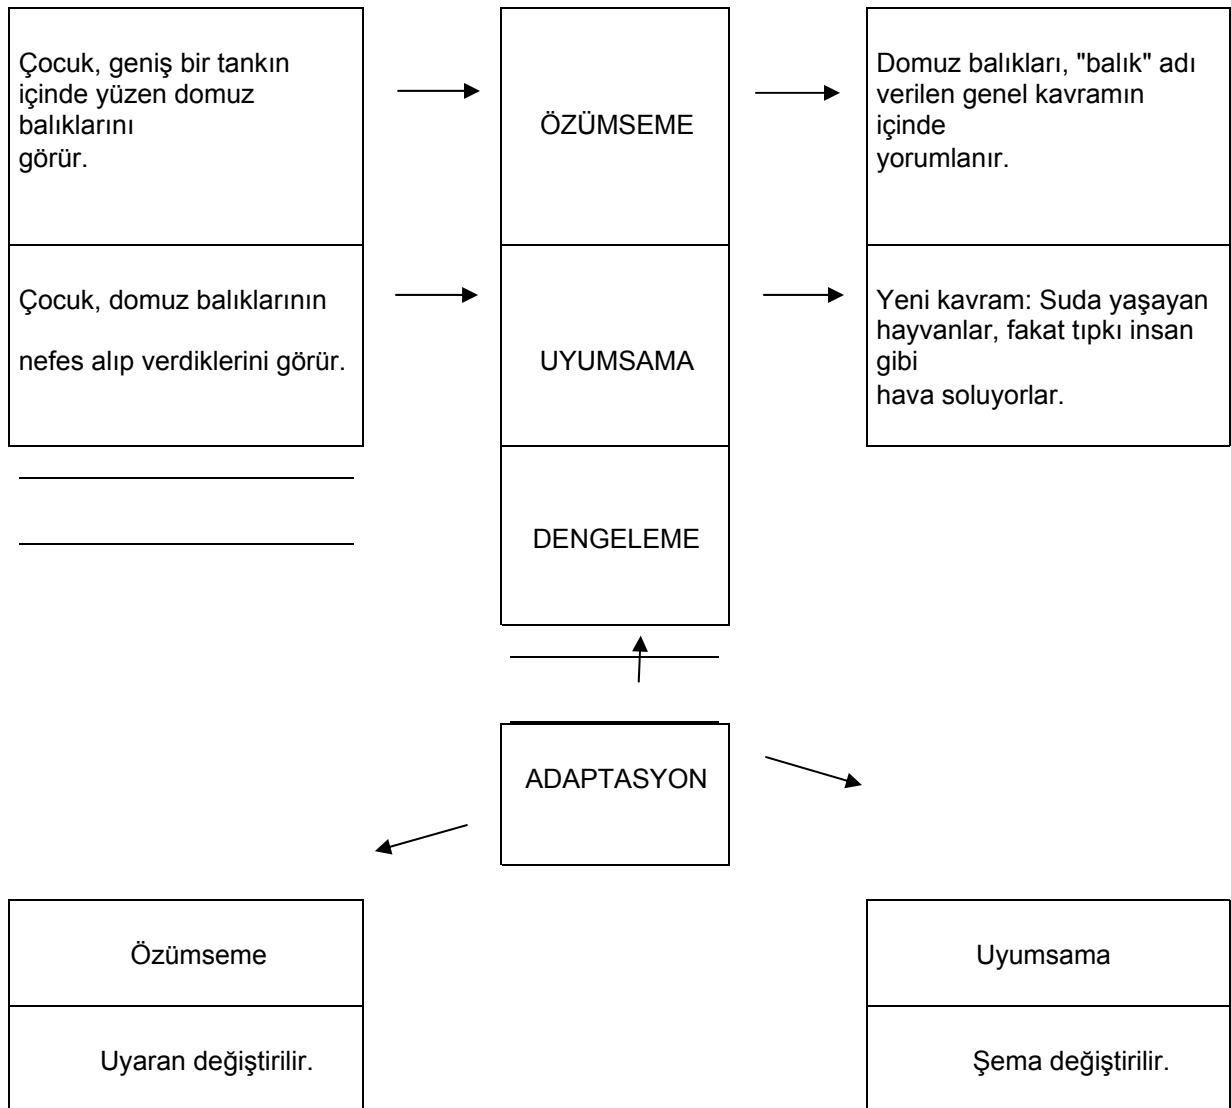 Çocuk, geniş bir tankın
içinde yüzen domuz
balıklarını
görür.
ÖZÜMSEME
Domuz balıkları, "balık" adı
verilen genel kavramın
içinde
yorumlanır.
Çocuk, domuz balıklarının
nefes alıp verdiklerini görür.
UYUMSAMA
Yeni kavram: Suda yaşayan
hayvanlar, fakat tıpkı insan
gibi
hava soluyorlar.
DENGELEME
ADAPTASYON
Özümseme
Uyumsama
Uyaran değiştirilir.
Şema değiştirilir.